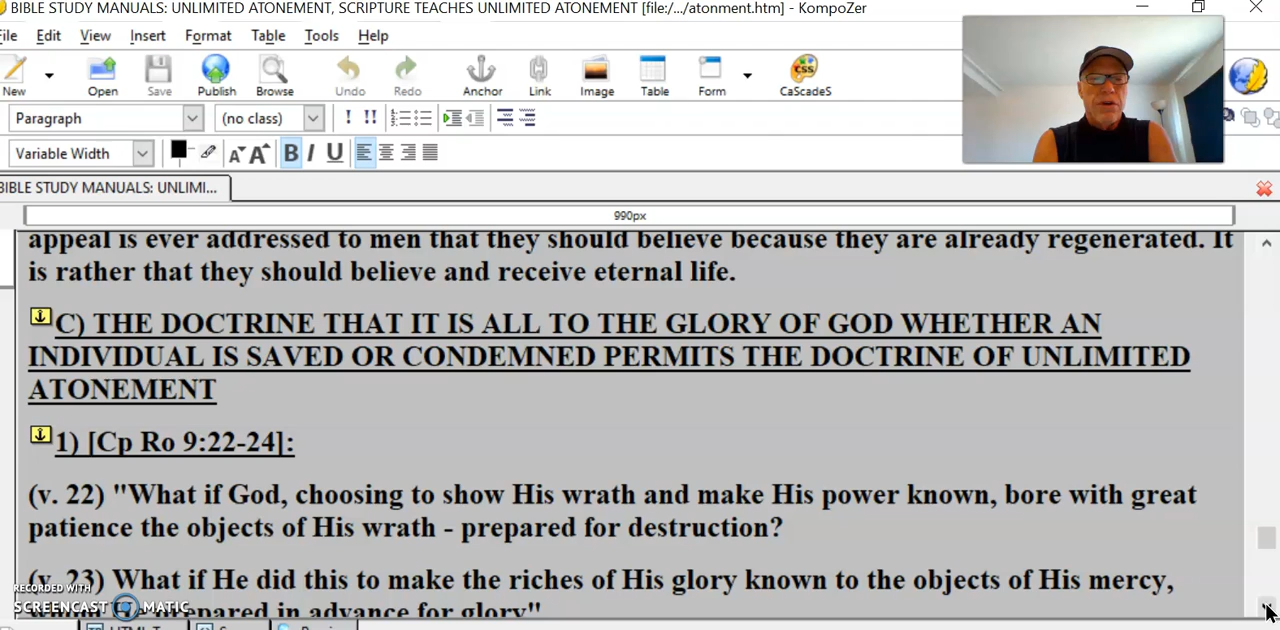 BIBLE STUDY MANUALS: UNLIMITED ATONEMENT, SCRIPTURE TEACHES UNLIMITED ATONEMENT [file:/.../atonment.htm] - KompoZer
File Edit View Insert Format Table Tools Help
New Open Save Publish Browse Undo Redo Anchor Link Image Table Form CaScadeS
CSS
Paragraph (no class) ! !!
Variable Width A A B I U
BIBLE STUDY MANUALS: UNLIMI...
990px
appeal is ever addressed to men that they should believe because they are already regenerated. It
is rather that they should believe and receive eternal life.
C) THE DOCTRINE THAT IT IS ALL TO THE GLORY OF GOD WHETHER AN
INDIVIDUAL IS SAVED OR CONDEMNED PERMITS THE DOCTRINE OF UNLIMITED
ATONEMENT
1) [Cp Ro 9:22-24]:
(v. 22) "What if God, choosing to show His wrath and make His power known, bore with great
patience the objects of His wrath - prepared for destruction?
(v. 23) What if He did this to make the riches of His glory known to the objects of His mercy,
prepared in advance for glory"
RECORDED WITH
SCREENCAST MATIC